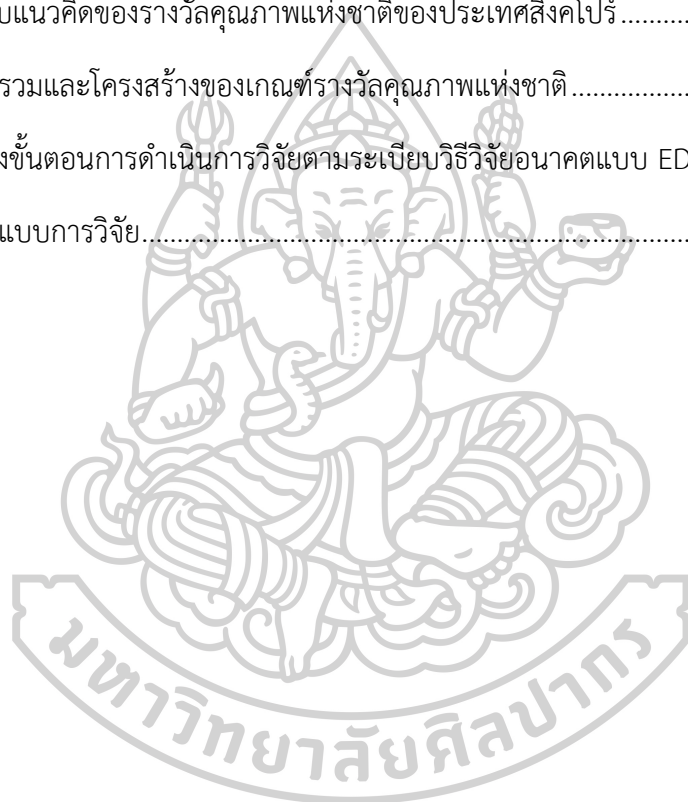 บแนวคิดของรางวัลคุณภาพแห่งชาติของประเทศสิงคโปร์..........
รวมและโครงสร้างของเกณฑ์รางวัลคุณภาพแห่งชาติ.................
งขั้นตอนการดำเนินการวิจัยตามระเบียบวิธีวิจัยอนาคตแบบ ED
แบบการวิจัย................................................................................
มหาวิทยาลัยศิลปากร